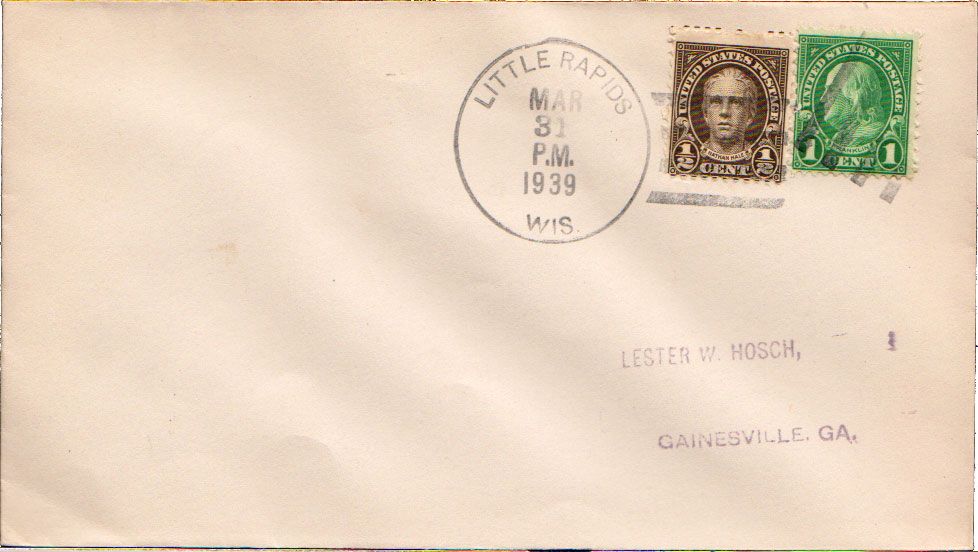 LITTLE RAPIDS
MAR
31
P.M.
1939
WIS.
UNITED STATES POSTAGE
NATHAN HALE
1/2 CENT 1/2
UNITED STATES POSTAGE
FRANKLIN
1 CENT 1
LESTER W. HOSCH,
GAINESVILLE. GA.